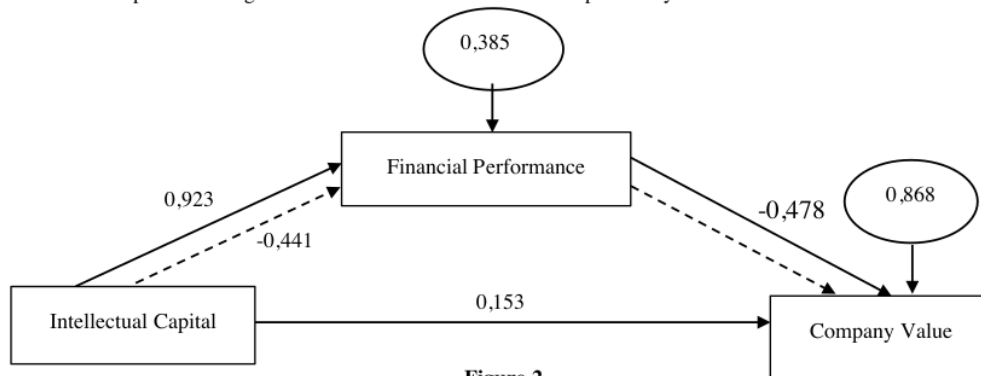 0,385
Financial Performance
0,923
-0,441
-0,478
0,868
Intellectual Capital
0,153
Company Value